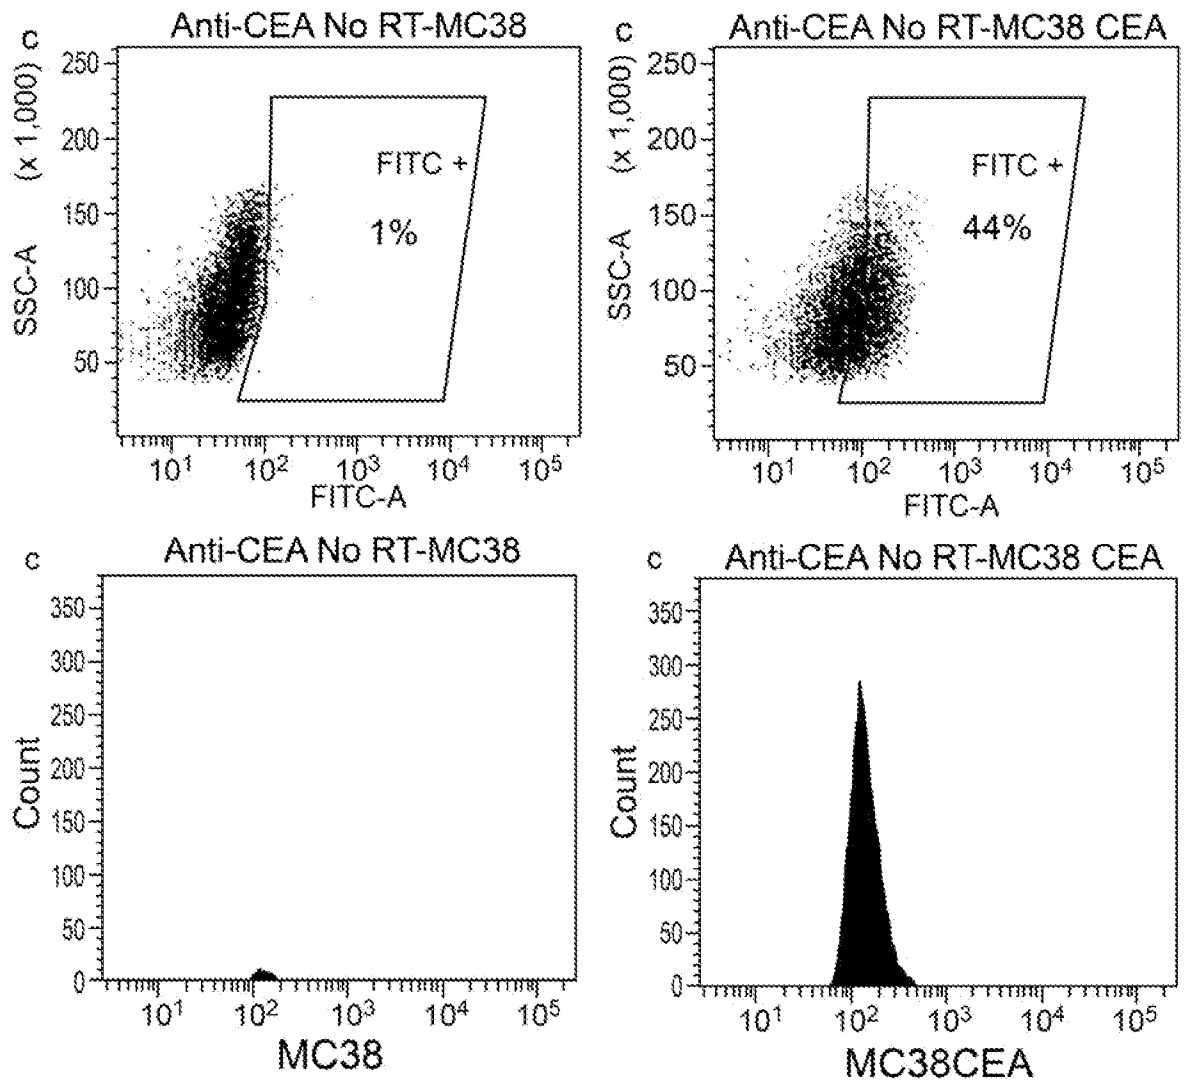 c Anti-CEA No RT-MC38
(x 1,000)
SSC-A
250
200
150
100
50
FITC +
1%
10¹ 10² 10³ 10⁴ 10⁵
FITC-A
c Anti-CEA No RT-MC38 CEA
(x 1,000)
SSC-A
250
200
150
100
50
FITC +
44%
10¹ 10² 10³ 10⁴ 10⁵
FITC-A
c Anti-CEA No RT-MC38
Count
350
300
250
200
150
100
50
0
10¹ 10² 10³ 10⁴ 10⁵
MC38
c Anti-CEA No RT-MC38 CEA
Count
350
300
250
200
150
100
50
0
10¹ 10² 10³ 10⁴ 10⁵
MC38CEA